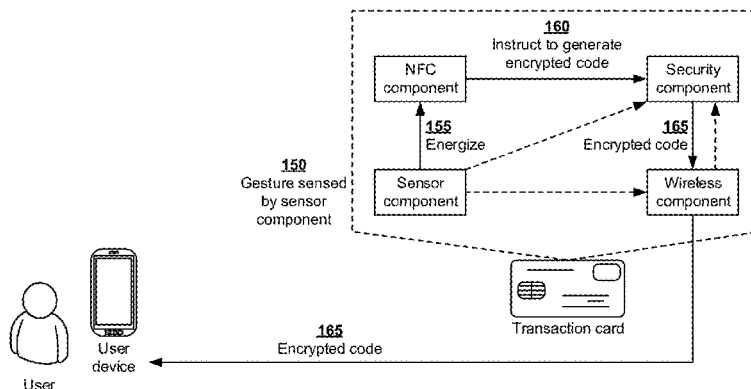 160
Instruct to generate
encrypted code
NFC
component
Security
component
155
Energize
165
Encrypted code
150
Gesture sensed
by sensor
component
Sensor
component
Wireless
component
Transaction card
User
device
165
Encrypted code
User